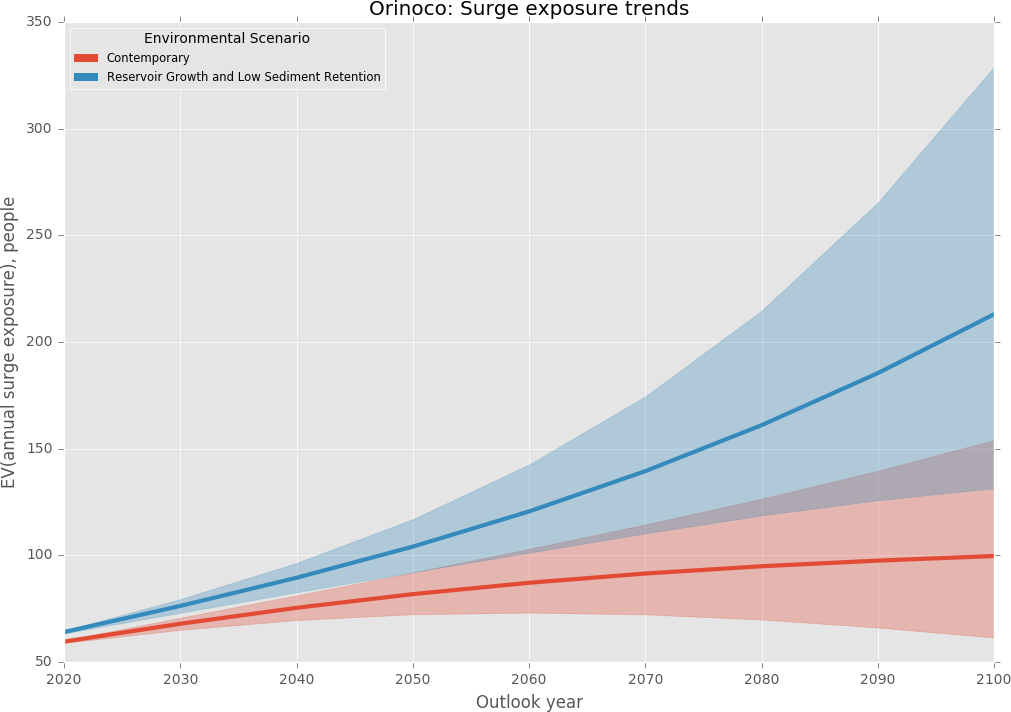 Orinoco: Surge exposure trends
Environmental Scenario
Contemporary
Reservoir Growth and Low Sediment Retention
EV(annual surge exposure), people
350
300
250
200
150
100
50
2020 2030 2040 2050 2060 2070 2080 2090 2100
Outlook year